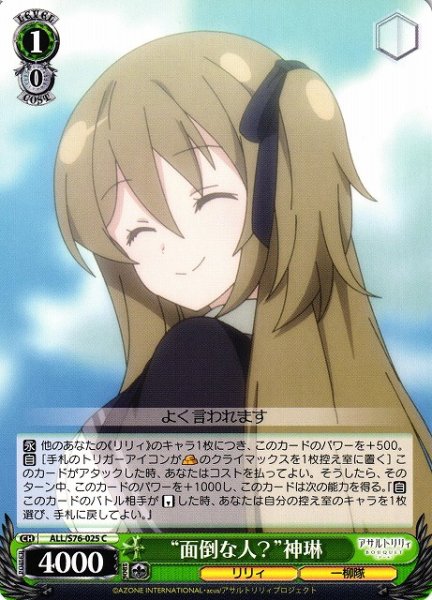 LEVEL
1
0
COST
よく言われます
永 他のあなたの《リリィ》のキャラ1枚につき、このカードのパワーを+500。
自 [手札のトリガーアイコンが のクライマックスを1枚控え室に置く] こ
のカードがアタックした時、あなたはコストを払ってよい。そうしたら、そのタ
ーン中、このカードのパワーを+1000し、このカードは次の能力を得る。『自
このカードのバトル相手が した時、あなたは自分の控え室のキャラを1枚
選び、手札に戻してよい。』
CH ALL/S76-025 C
4000
“面倒な人?”神琳
アサルトリリィ
BOUQUET
リリィ
一柳隊
©AZONE INTERNATIONAL・acus/アサルトリリィプロジェクト